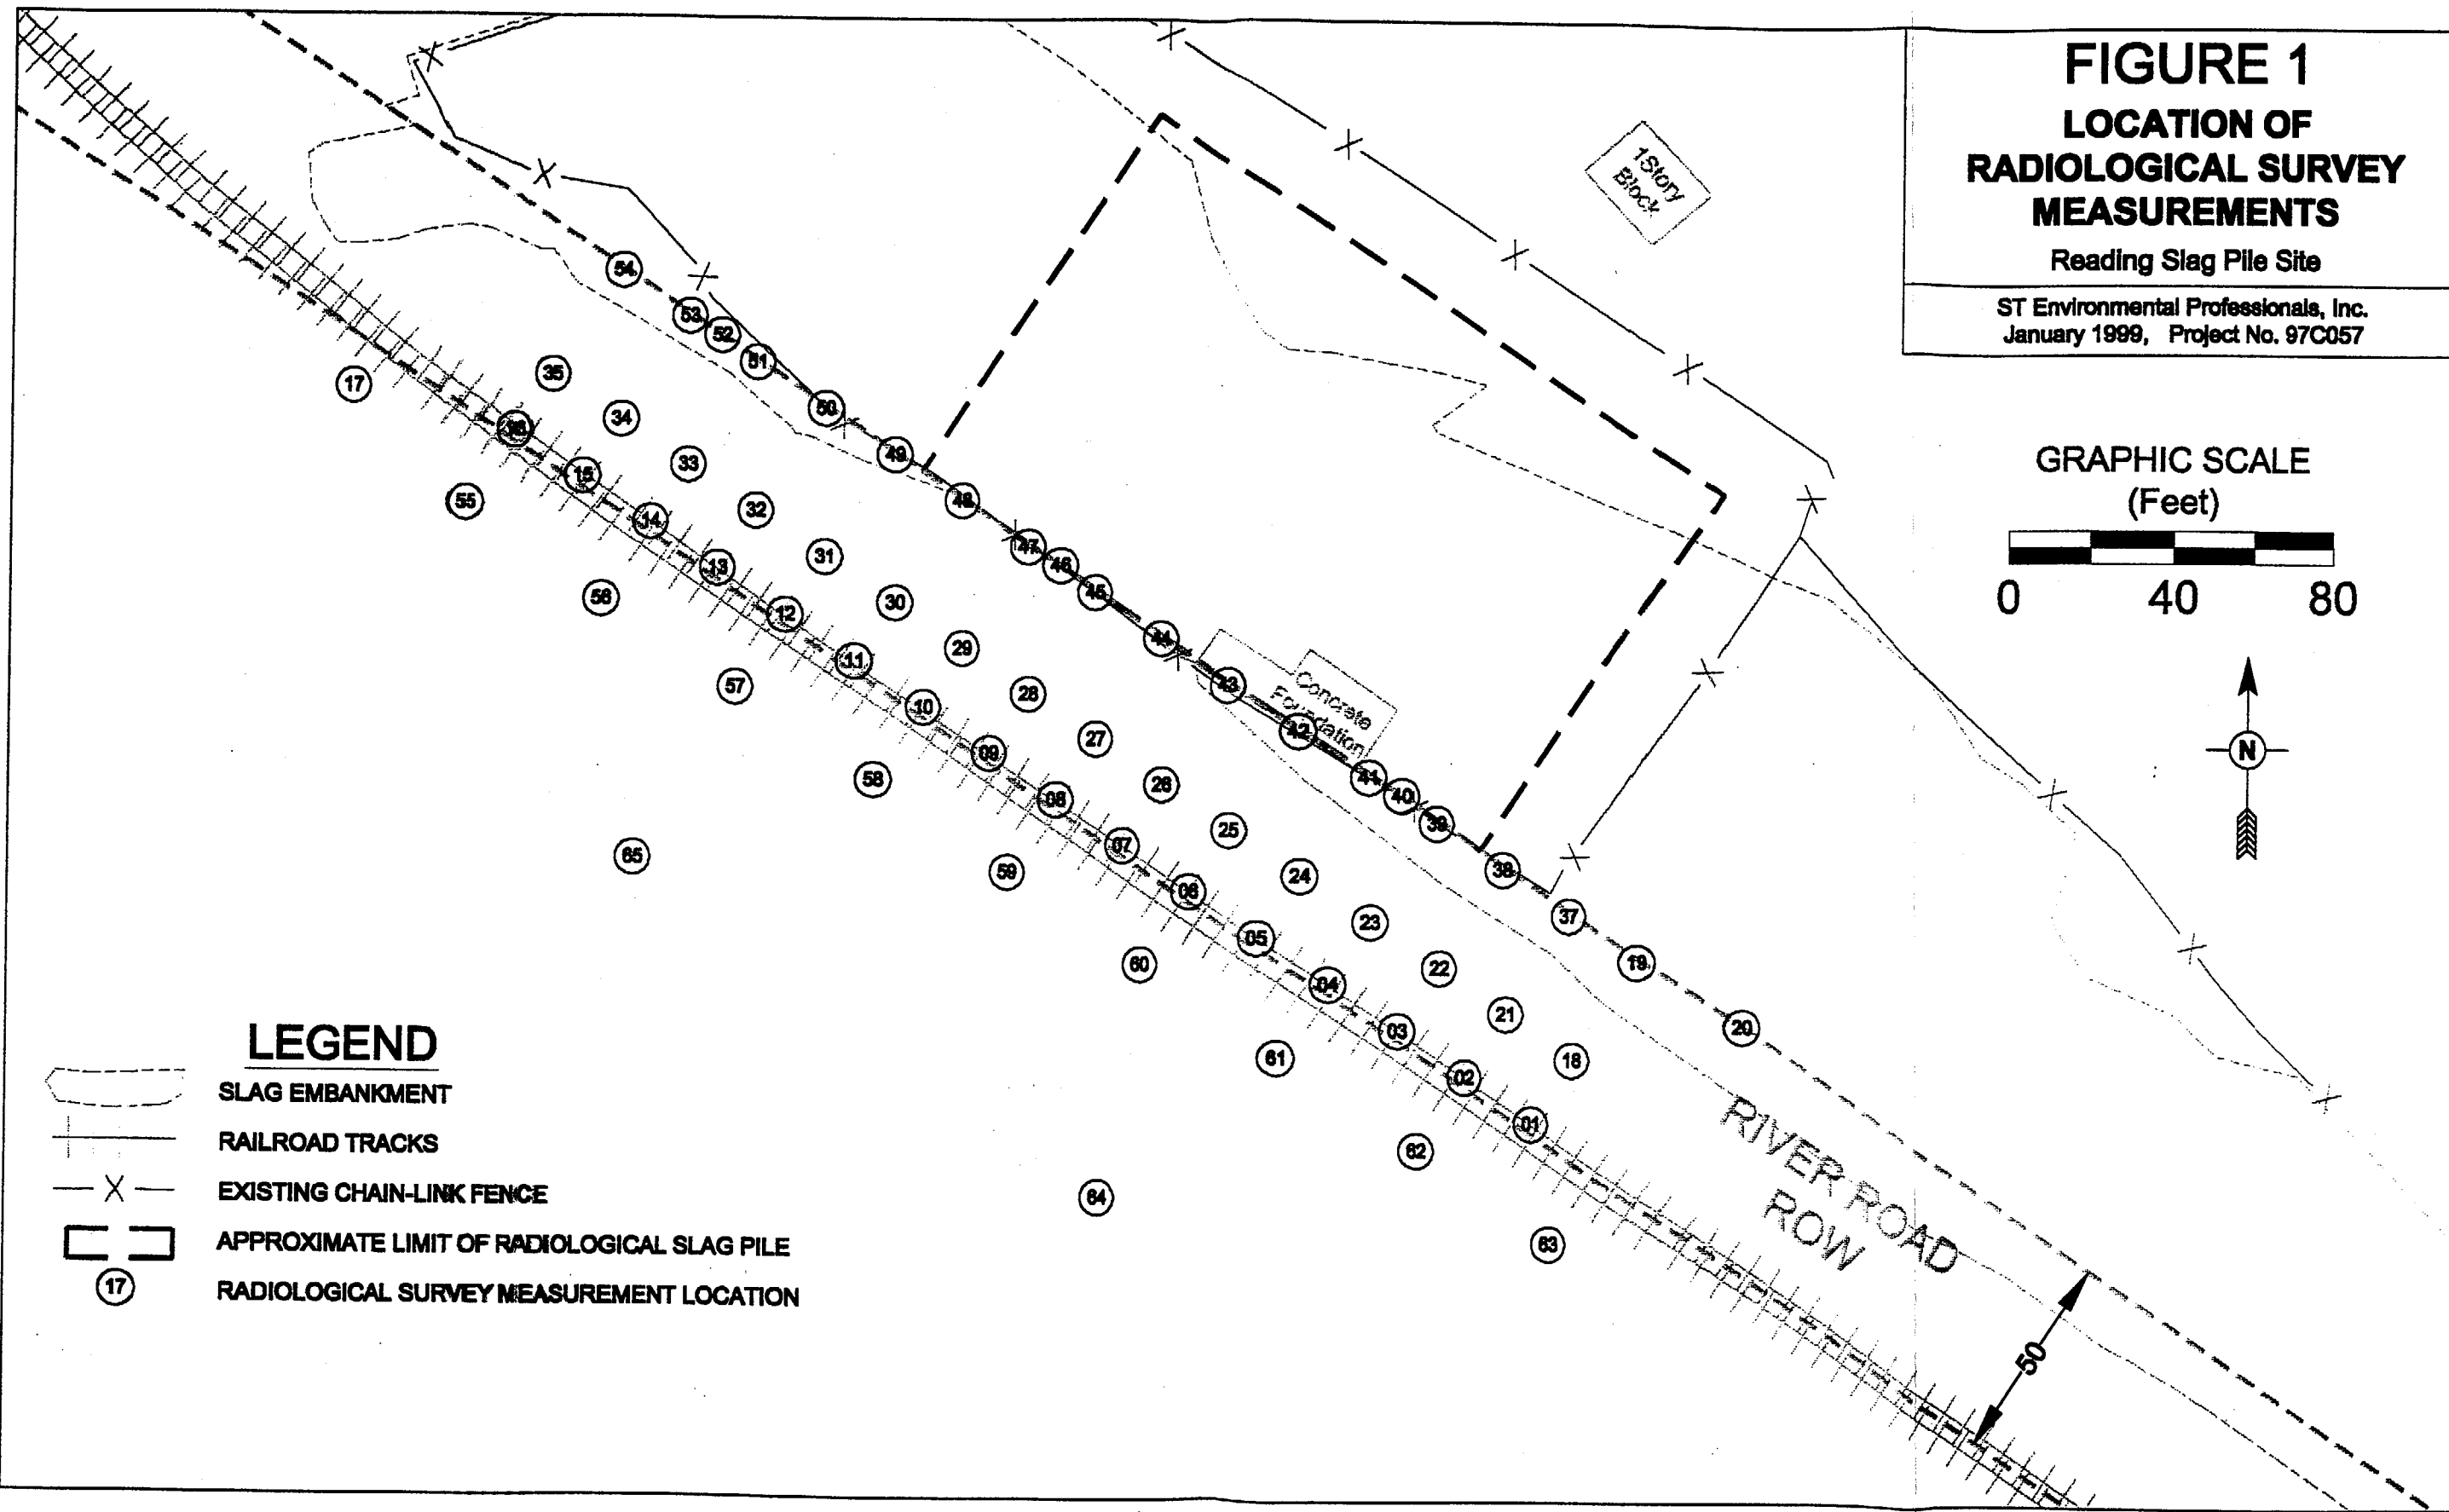 FIGURE 1
LOCATION OF
RADIOLOGICAL SURVEY
MEASUREMENTS
Reading Slag Pile Site
ST Environmental Professionals, Inc.
January 1999, Project No. 97C057
1Story
Block
GRAPHIC SCALE
(Feet)
0 40 80
N
54
53
52
51
50
49
48
47
46
45
44
43
42
41
40
39
38
37
19
20
Concrete
Foundation
35
34
33
32
31
30
29
28
27
26
25
24
23
22
21
18
17
16
15
14
13
12
11
10
09
08
07
06
05
04
03
02
01
55
56
57
58
59
60
61
62
63
65
64
RIVER ROAD
ROW
50
LEGEND
SLAG EMBANKMENT
RAILROAD TRACKS
X EXISTING CHAIN-LINK FENCE
APPROXIMATE LIMIT OF RADIOLOGICAL SLAG PILE
17 RADIOLOGICAL SURVEY MEASUREMENT LOCATION